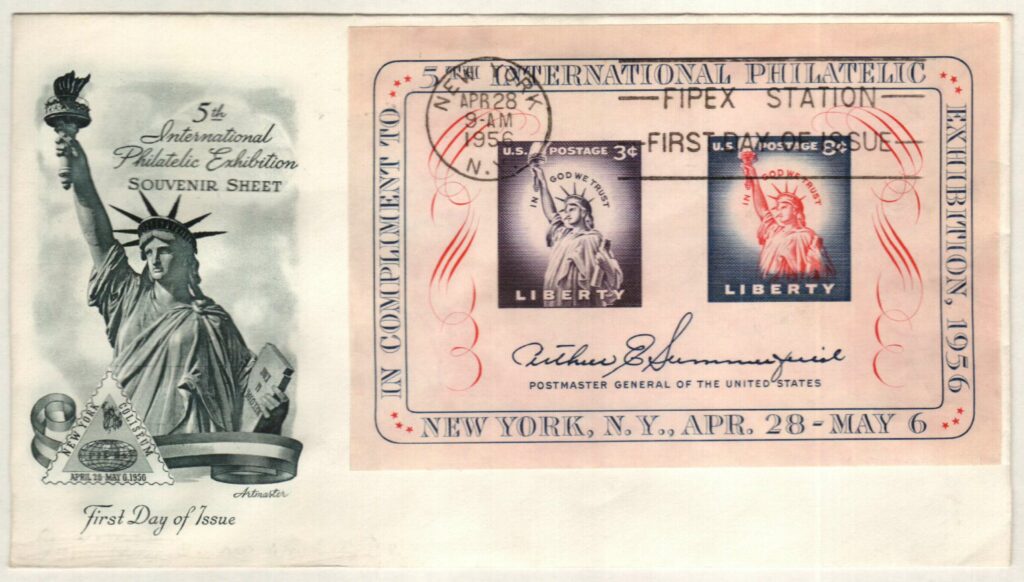 5th
International
Philatelic Exhibition
SOUVENIR SHEET
NEW YORK COLISEUM
APRIL 28 MAY 6, 1956
Artmaster
First Day of Issue
IN COMPLIMENT TO
5TH INTERNATIONAL PHILATELIC
EXHIBITION, 1956
NEW YORK, N.Y., APR. 28 - MAY 6
NEW YORK
APR 28
9-AM
1956
N.Y.
FIPEX STATION
FIRST DAY OF ISSUE
U.S. POSTAGE 3¢
IN GOD WE TRUST
LIBERTY
U.S. POSTAGE 8¢
IN GOD WE TRUST
LIBERTY
Arthur E Summerfield
POSTMASTER GENERAL OF THE UNITED STATES